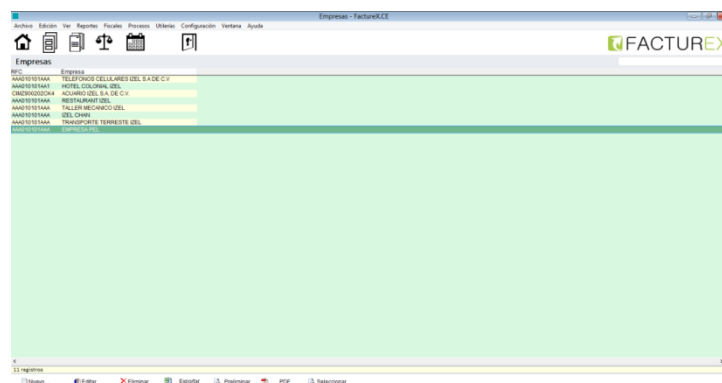 Empresas - FactureX.CE
Archivo Edición Ver Reportes Fiscales Procesos Utilerías Configuración Ventana Ayuda
FACTUREX
Empresas
RFC Empresa
AAA010101AAA TELEFONOS CELULARES IZEL S.A DE C.V
AAA010101AA1 HOTEL COLONIAL IZEL
ACUARIO IZEL S.A. DE C.V.
AAA010101AAA RESTAURANT IZEL
AAA010101AAA TALLER MECANICO IZEL
AAA010101AAA IZEL CHAN
AAA010101AAA TRANSPORTE TERRESTE IZEL
AAA010101AAA EMPRESA PEL
11 registros
Nuevo Editar Eliminar Exportar Preliminar PDF Seleccionar